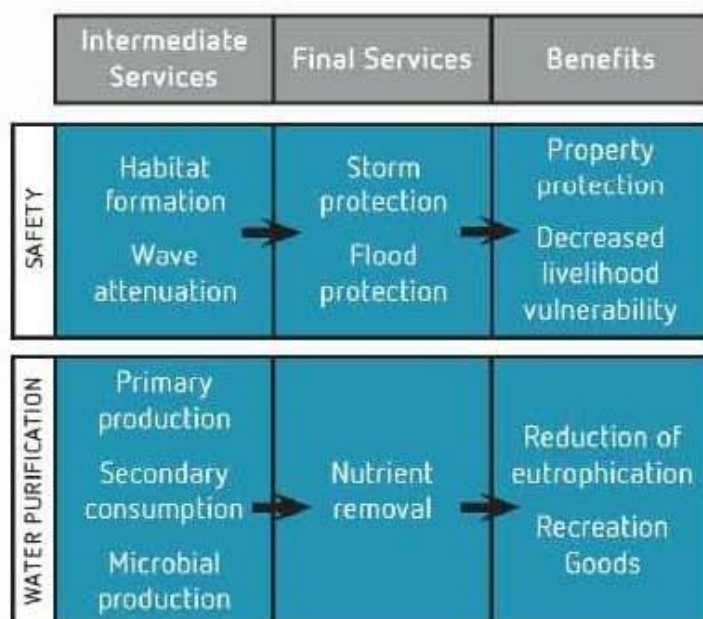 Intermediate
Services
Final Services
Benefits
SAFETY
Habitat
formation
Wave
attenuation
Storm
protection
Flood
protection
Property
protection
Decreased
livelihood
vulnerability
WATER PURIFICATION
Primary
production
Secondary
consumption
Microbial
production
Nutrient
removal
Reduction of
eutrophication
Recreation
Goods